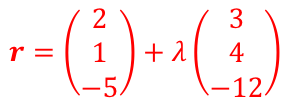 r = (2 1 -5) + λ (3 4 -12)